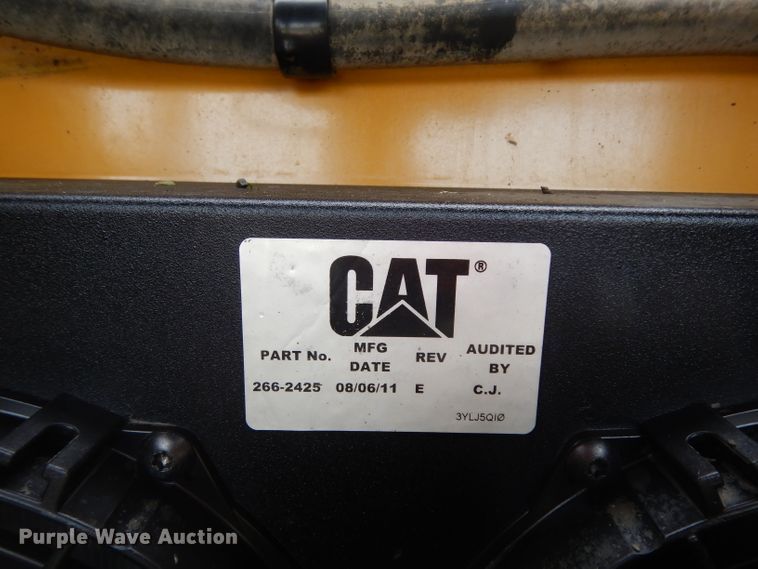 CAT®
PART No. MFG DATE REV AUDITED BY
266-2425 08/06/11 E C.J.
3YLJ5QIØ
Purple Wave Auction